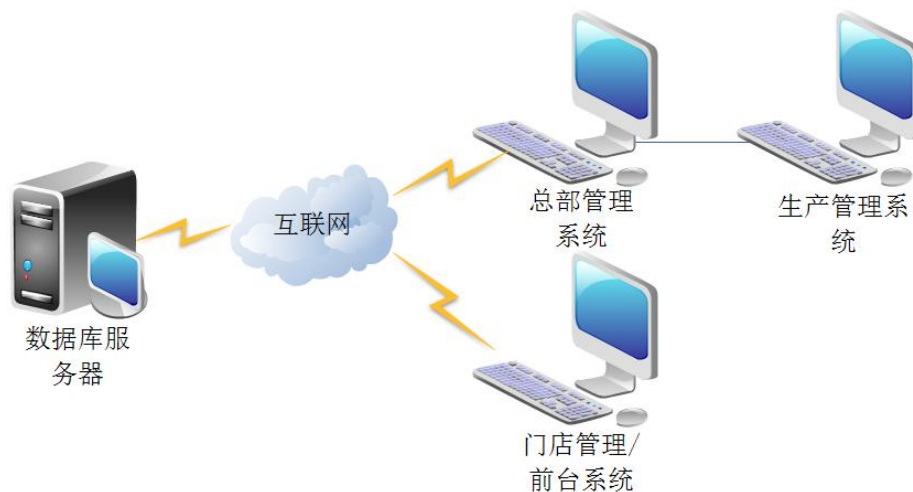 互联网
总部管理
系统
生产管理系
统
数据库服
务器
门店管理/
前台系统